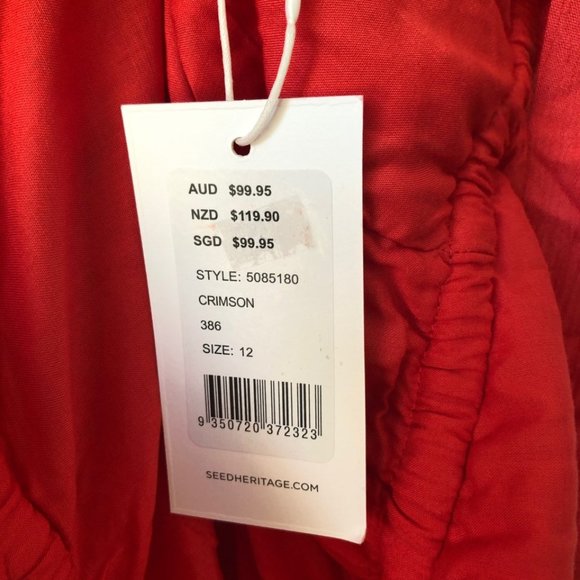 AUD $99.95
NZD $119.90
SGD $99.95
STYLE: 5085180
CRIMSON
386
SIZE: 12
9 350720 372323
SEEDHERITAGE.COM